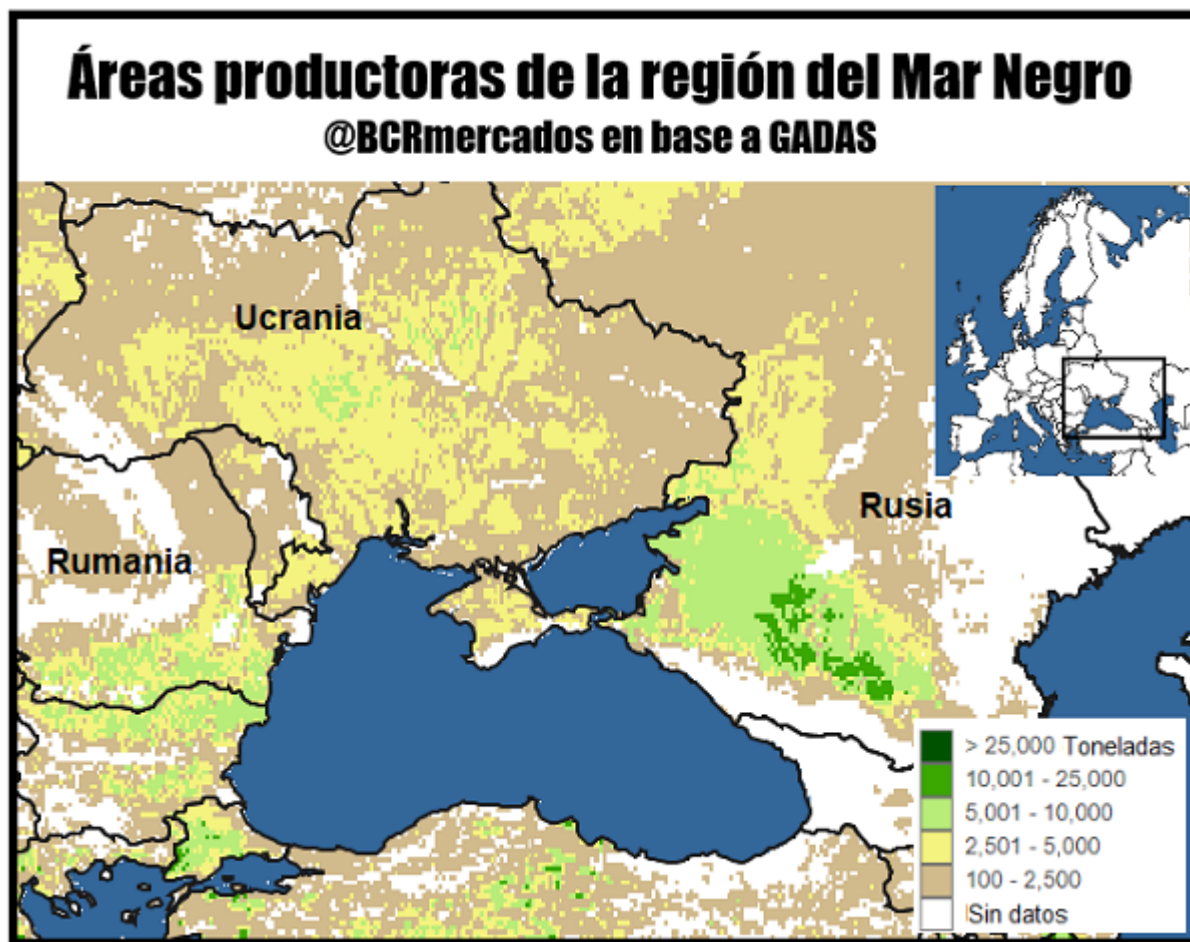 Áreas productoras de la región del Mar Negro
@BCRmercados en base a GADAS
Ucrania
Rusia
Rumania
> 25,000 Toneladas
10,001 - 25,000
5,001 - 10,000
2,501 - 5,000
100 - 2,500
Sin datos